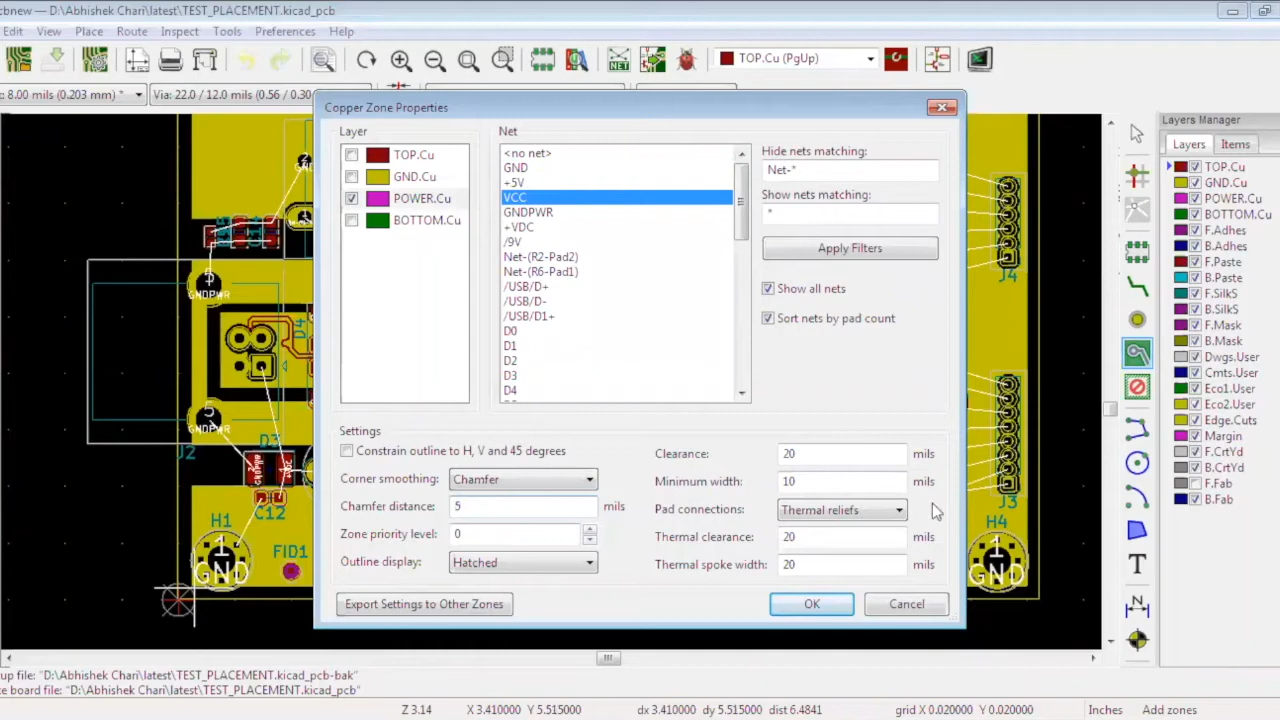 cbnew — D:\Abhishek Chari\latest\TEST_PLACEMENT.kicad_pcb
Edit View Place Route Inspect Tools Preferences Help
NET
TOP.Cu (PgUp)
: 8.00 mils (0.203 mm) *
Via: 22.0 / 12.0 mils (0.56 / 0.30
Copper Zone Properties
Layer
TOP.Cu
GND.Cu
POWER.Cu
BOTTOM.Cu
Net
<no net>
GND
+5V
VCC
GNDPWR
+VDC
/9V
Net-(R2-Pad2)
Net-(R6-Pad1)
/USB/D+
/USB/D-
/USB/D1+
D0
D1
D2
D3
D4
Hide nets matching:
Net-*
Show nets matching:
*
Apply Filters
Show all nets
Sort nets by pad count
Settings
Constrain outline to H, V and 45 degrees
Corner smoothing: Chamfer
Chamfer distance: 5 mils
Zone priority level: 0
Outline display: Hatched
Clearance: 20 mils
Minimum width: 10 mils
Pad connections: Thermal reliefs
Thermal clearance: 20 mils
Thermal spoke width: 20 mils
Export Settings to Other Zones
OK
Cancel
GNDPWR
D4
5
GNDPWR
J2
D3
C12
H1
1
GND
FID1
J4
J3
H4
1
GND
Layers Manager
Layers Items
TOP.Cu
GND.Cu
POWER.Cu
BOTTOM.Cu
F.Adhes
B.Adhes
F.Paste
B.Paste
F.SilkS
B.SilkS
F.Mask
B.Mask
Dwgs.User
Cmts.User
Eco1.User
Eco2.User
Edge.Cuts
Margin
F.CrtYd
B.CrtYd
F.Fab
B.Fab
T
N
up file: "D:\Abhishek Chari\latest\TEST_PLACEMENT.kicad_pcb-bak"
e board file: "D:\Abhishek Chari\latest\TEST_PLACEMENT.kicad_pcb"
Z 3.14
X 3.410000 Y 5.515000
dx 3.410000 dy 5.515000 dist 6.4841
grid X 0.020000 Y 0.020000
Inches
Add zones